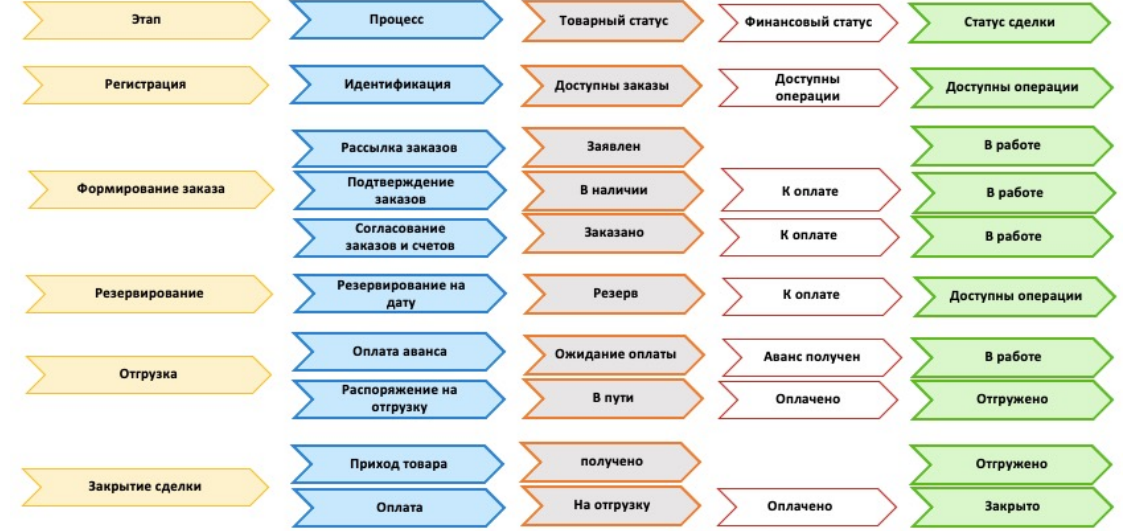 Этап
Процесс
Товарный статус
Финансовый статус
Статус сделки
Регистрация
Идентификация
Доступны заказы
Доступны
операции
Доступны операции
Формирование заказа
Рассылка заказов
Заявлен
В работе
Подтверждение
заказов
В наличии
К оплате
В работе
Согласование
заказов и счетов
Заказано
К оплате
В работе
Резервирование
Резервирование на
дату
Резерв
К оплате
Доступны операции
Отгрузка
Оплата аванса
Ожидание оплаты
Аванс получен
В работе
Распоряжение на
отгрузку
В пути
Оплачено
Отгружено
Закрытие сделки
Приход товара
получено
Отгружено
Оплата
На отгрузку
Оплачено
Закрыто